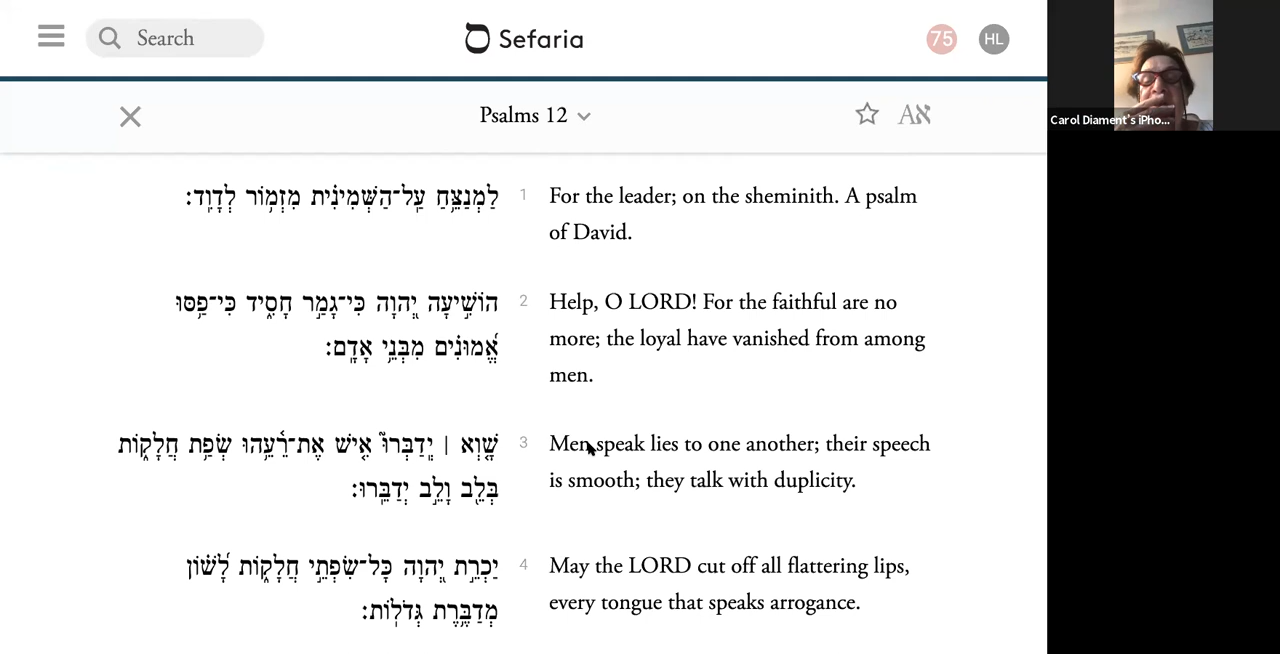 Search
Sefaria
75
HL
Psalms 12
Aא
לַמְנַצֵּ֥חַ עַֽל־הַשְּׁמִינִ֗ית מִזְמ֥וֹר לְדָוִֽד׃
1
For the leader; on the sheminith. A psalm
of David.
הוֹשִׁ֣יעָה יְ֭הוָה כִּי־גָמַ֣ר חָסִ֑יד כִּי־פַ֥סּוּ
אֱ֝מוּנִ֗ים מִבְּנֵ֥י אָדָֽם׃
2
Help, O LORD! For the faithful are no
more; the loyal have vanished from among
men.
שָׁ֤וְא ׀ יְֽדַבְּרוּ֮ אִ֤ישׁ אֶת־רֵ֫עֵ֥הוּ שְׂפַ֥ת חֲלָק֑וֹת
בְּלֵ֖ב וָלֵ֣ב יְדַבֵּֽרוּ׃
3
Men speak lies to one another; their speech
is smooth; they talk with duplicity.
יַכְרֵ֣ת יְ֭הוָה כָּל־שִׂפְתֵ֣י חֲלָק֑וֹת לָ֝שׁ֗וֹן
מְדַבֶּ֥רֶת גְּדֹלֽוֹת׃
4
May the LORD cut off all flattering lips,
every tongue that speaks arrogance.
Carol Diament's iPho...